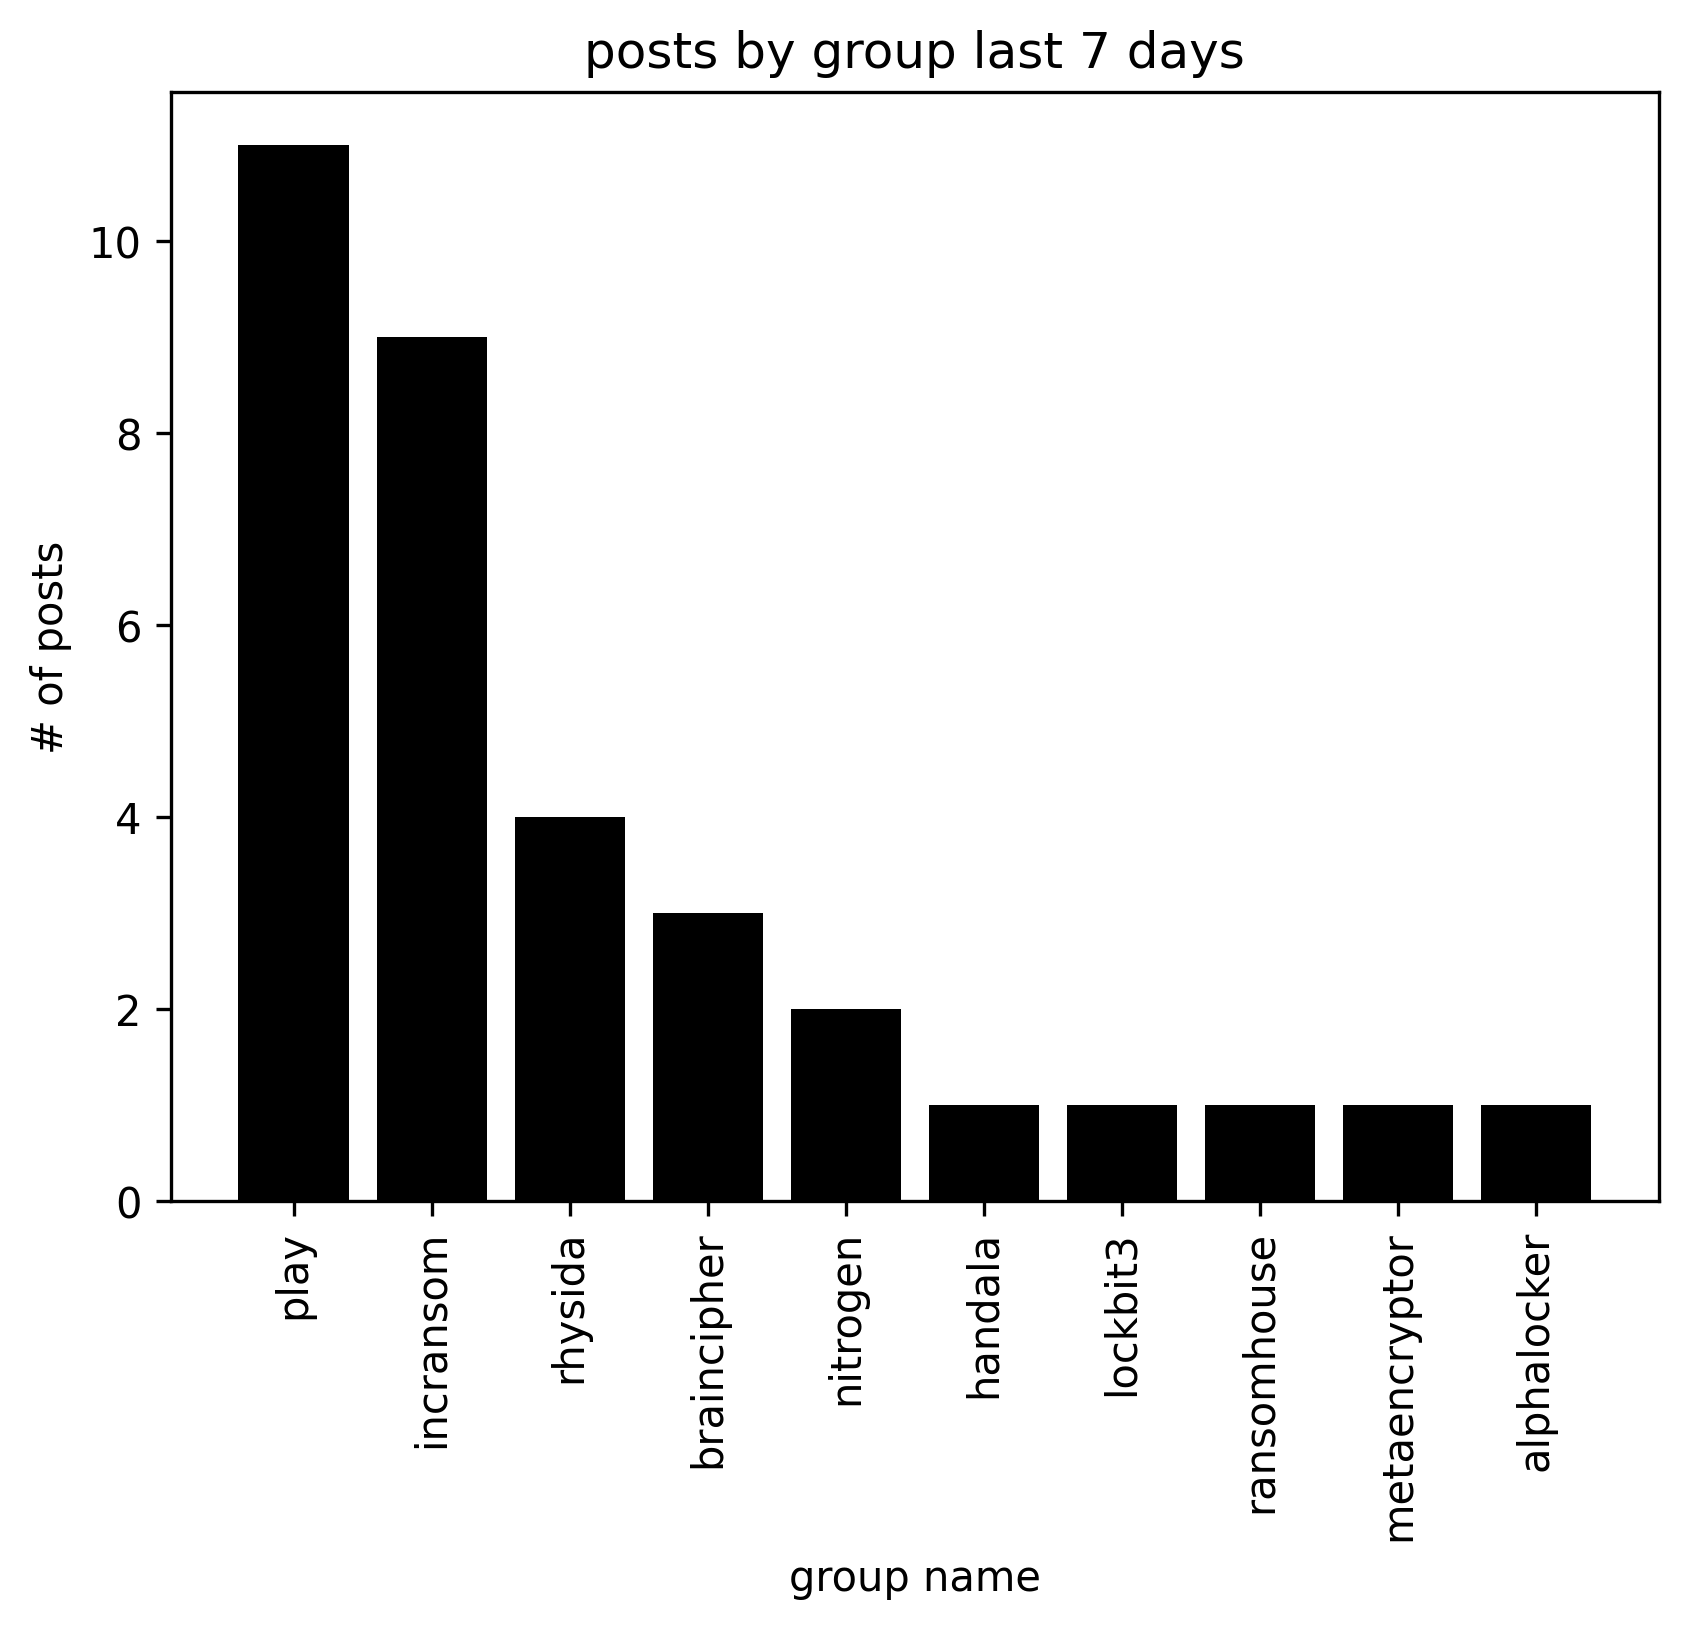 posts by group last 7 days
# of posts
10
8
6
4
2
0
play
incransom
rhysida
braincipher
nitrogen
handala
lockbit3
ransomhouse
metaencryptor
alphalocker
group name